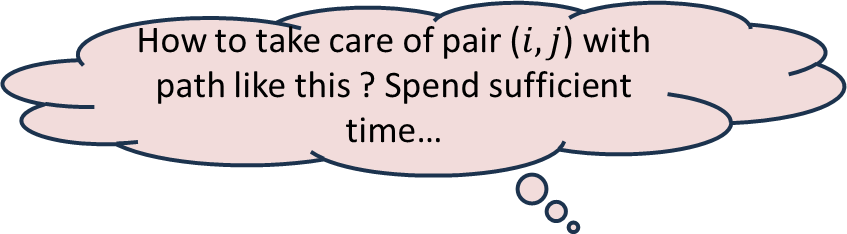 How to take care of pair (𝑖, 𝑗) with
path like this ? Spend sufficient
time…